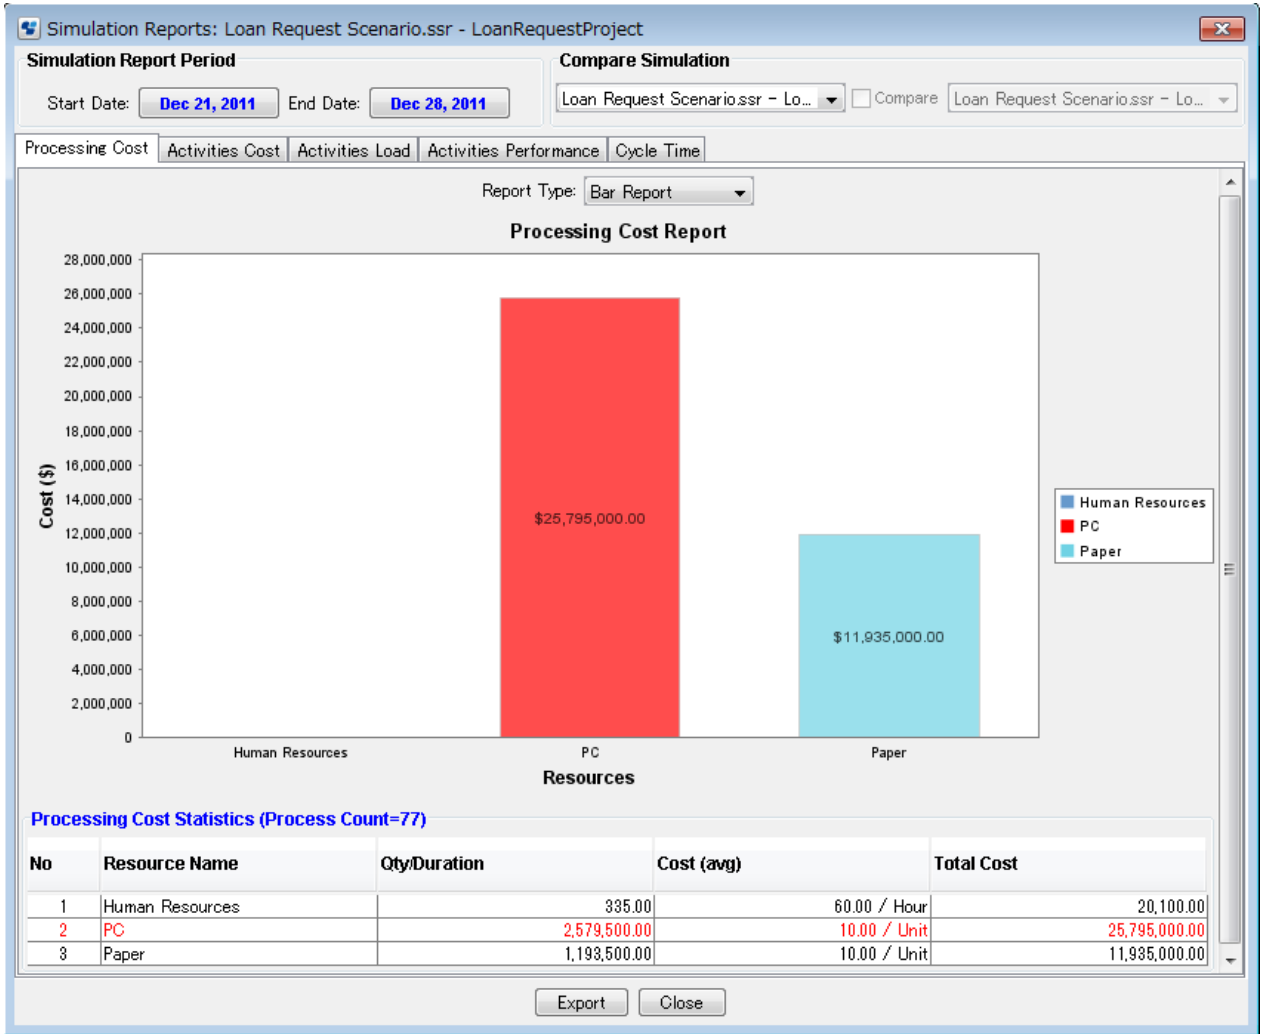 Simulation Reports: Loan Request Scenario.ssr - LoanRequestProject
Simulation Report Period
Start Date: Dec 21, 2011 End Date: Dec 28, 2011
Compare Simulation
Loan Request Scenario.ssr - Lo... Compare Loan Request Scenario.ssr - Lo...
Processing Cost Activities Cost Activities Load Activities Performance Cycle Time
Report Type: Bar Report
Processing Cost Report
28,000,000
26,000,000
24,000,000
22,000,000
20,000,000
18,000,000
16,000,000
14,000,000
12,000,000
10,000,000
8,000,000
6,000,000
4,000,000
2,000,000
0
Cost ($)
$25,795,000.00
$11,935,000.00
Human Resources PC Paper
Resources
Human Resources
PC
Paper
Processing Cost Statistics (Process Count=77)
No Resource Name Qty/Duration Cost (avg) Total Cost
1 Human Resources 335.00 60.00 / Hour 20,100.00
2 PC 2,579,500.00 10.00 / Unit 25,795,000.00
3 Paper 1,193,500.00 10.00 / Unit 11,935,000.00
Export Close